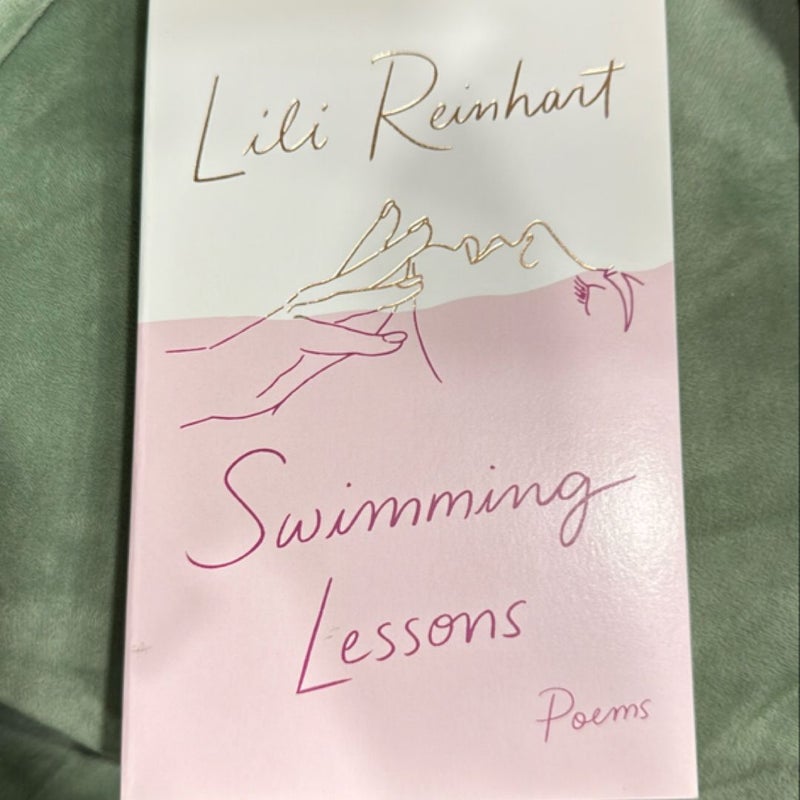 Lili Reinhart
Swimming
Lessons
Poems